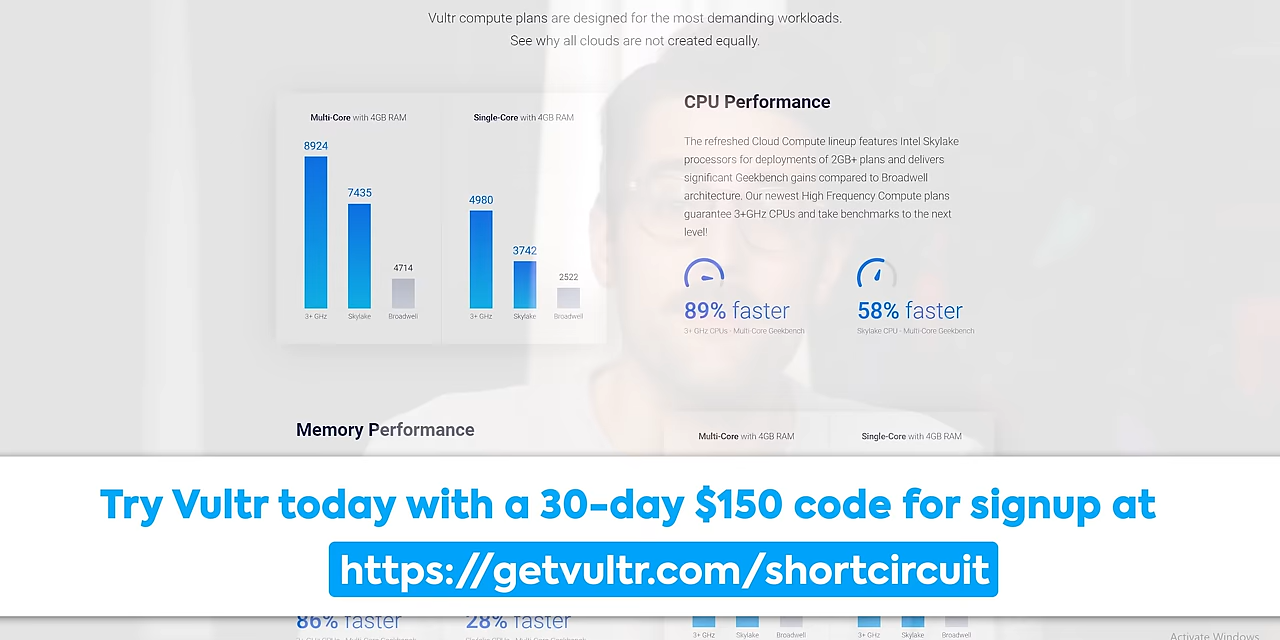 Vultr compute plans are designed for the most demanding workloads.
See why all clouds are not created equally.
Multi-Core with 4GB RAM
8924
7435
4714
3+ GHz
Skylake
Broadwell
Single-Core with 4GB RAM
4980
3742
2522
3+ GHz
Skylake
Broadwell
CPU Performance
The refreshed Cloud Compute lineup features Intel Skylake
processors for deployments of 2GB+ plans and delivers
significant Geekbench gains compared to Broadwell
architecture. Our newest High Frequency Compute plans
guarantee 3+GHz CPUs and take benchmarks to the next
level!
89% faster
3+ GHz CPUs - Multi-Core Geekbench
58% faster
Skylake CPU - Multi-Core Geekbench
Memory Performance
Multi-Core with 4GB RAM
Single-Core with 4GB RAM
Try Vultr today with a 30-day $150 code for signup at
https://getvultr.com/shortcircuit
86% faster
28% faster
3+ GHz
Skylake
Broadwell
3+ GHz
Skylake
Broadwell
Activate Windows